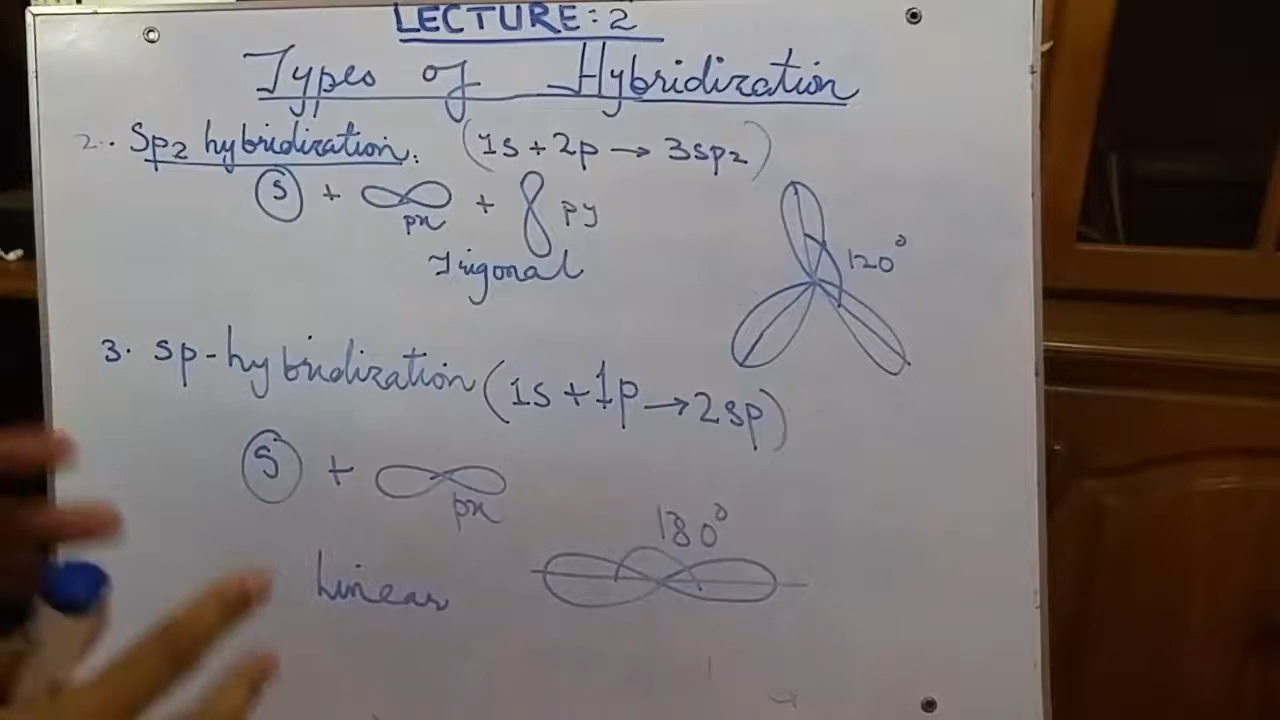 LECTURE: 2
Types of Hybridization
2. Sp2 hybridization: (1s + 2p → 3sp2)
S + px + py
Trigonal
120°
3. sp-hybridization (1s + 1p → 2sp)
S + px
180°
Linear